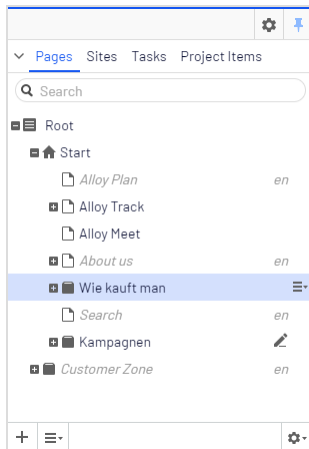 Pages Sites Tasks Project Items
Search
Root
Start
Alloy Plan en
Alloy Track
Alloy Meet
About us en
Wie kauft man
Search en
Kampagnen
Customer Zone en